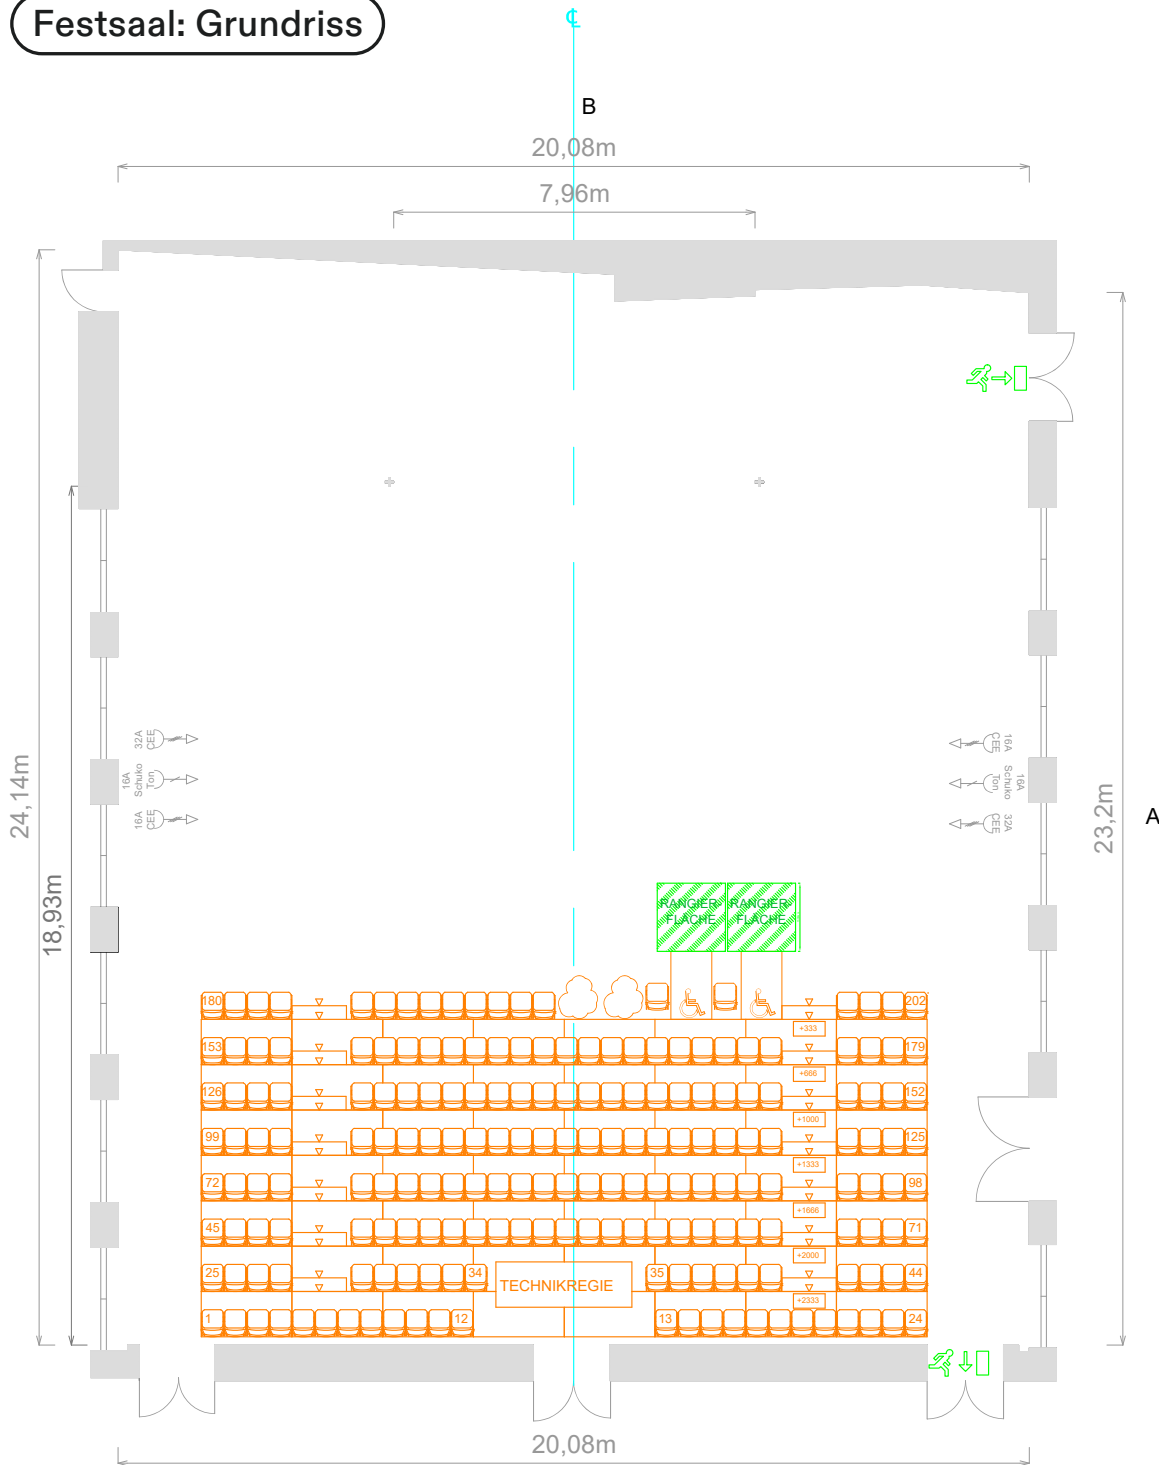 Festsaal: Grundriss
℄
B
20,08m
7,96m
24,14m
18,93m
23,2m
A
32A
CEE
16A
Schuko
Ton
16A
CEE
16A
CEE
16A
Schuko
Ton
32A
CEE
RANGIER-
FLÄCHE
RANGIER-
FLÄCHE
180 202
+333
153 179
+666
126 152
+1000
99 125
+1333
72 98
+1666
45 71
+2000
25 34 TECHNIKREGIE 35 44
+2333
1 12 13 24
20,08m